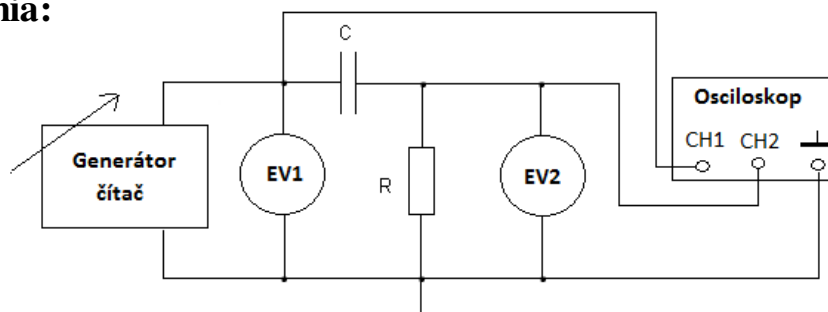 nia:
C
Osciloskop
CH1 CH2
Generátor
čítač
EV1
R
EV2